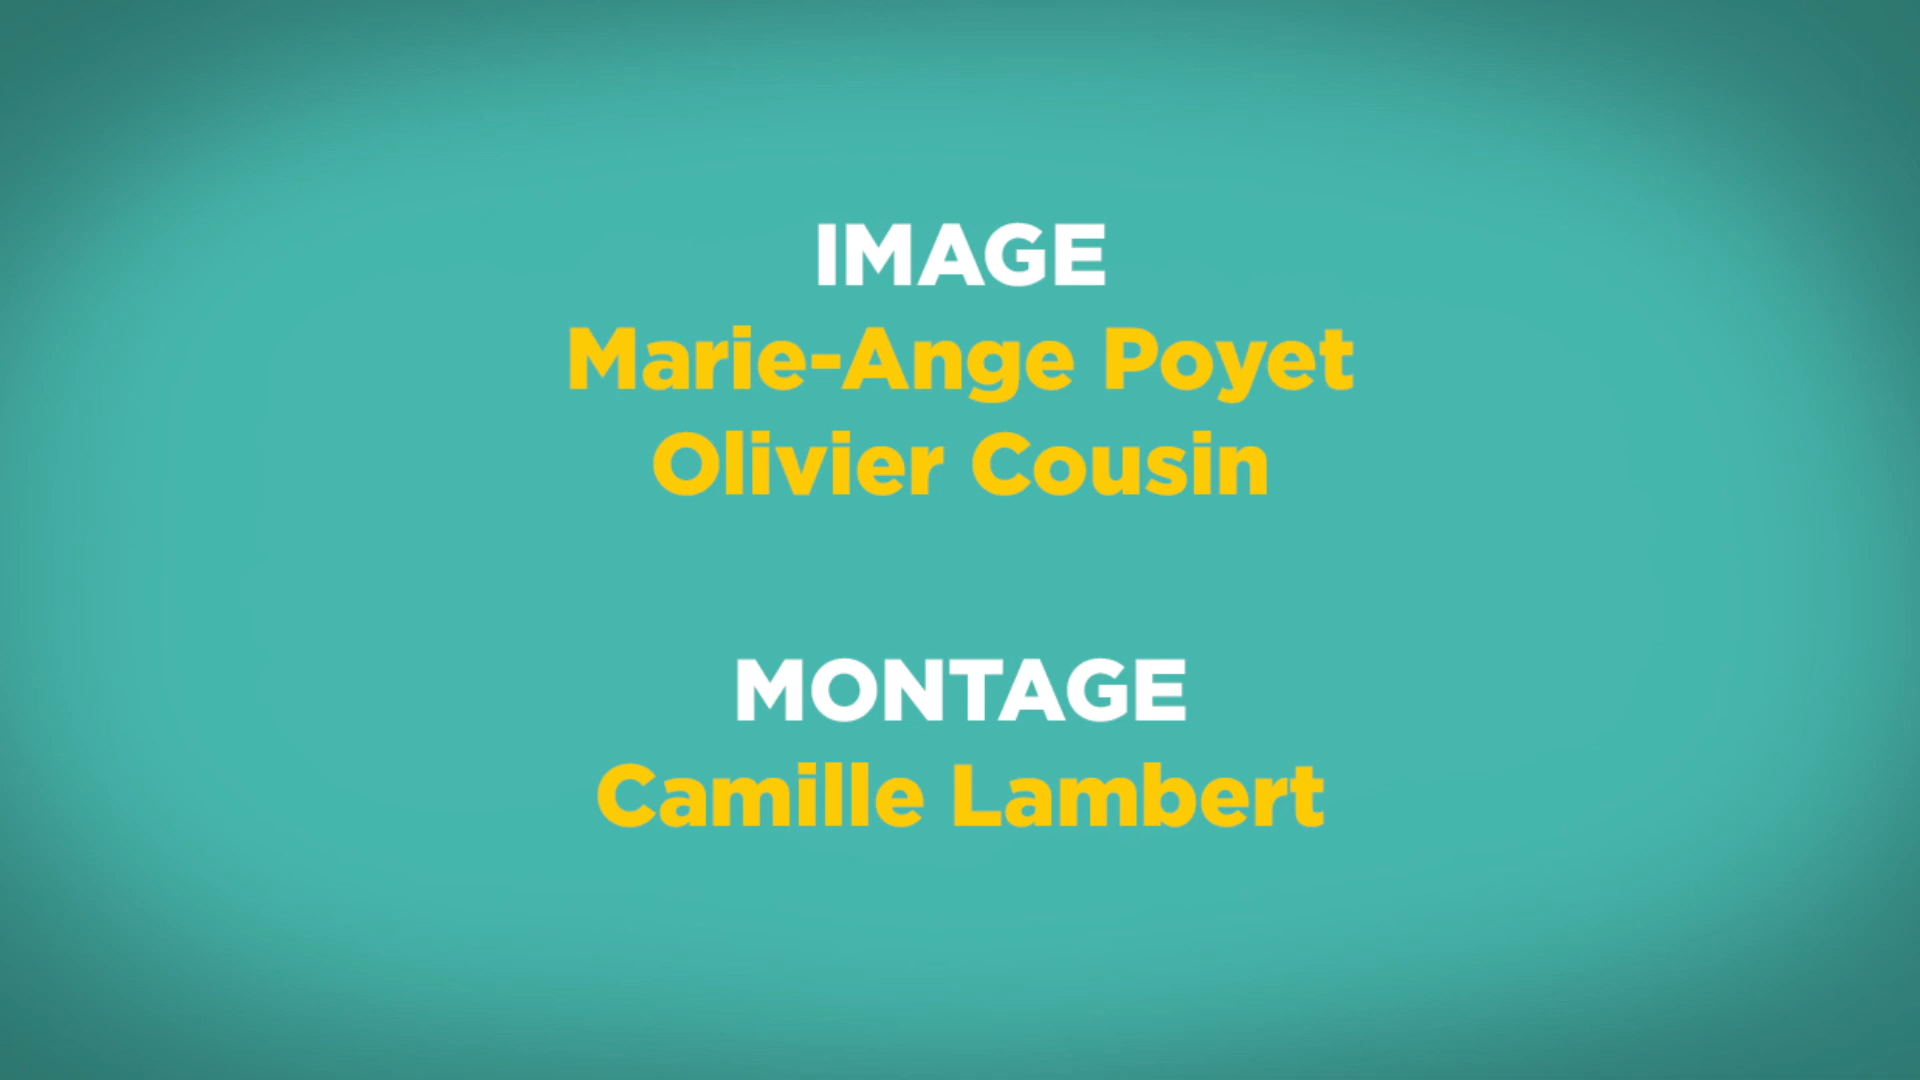 IMAGE
Marie-Ange Poyet
Olivier Cousin
MONTAGE
Camille Lambert